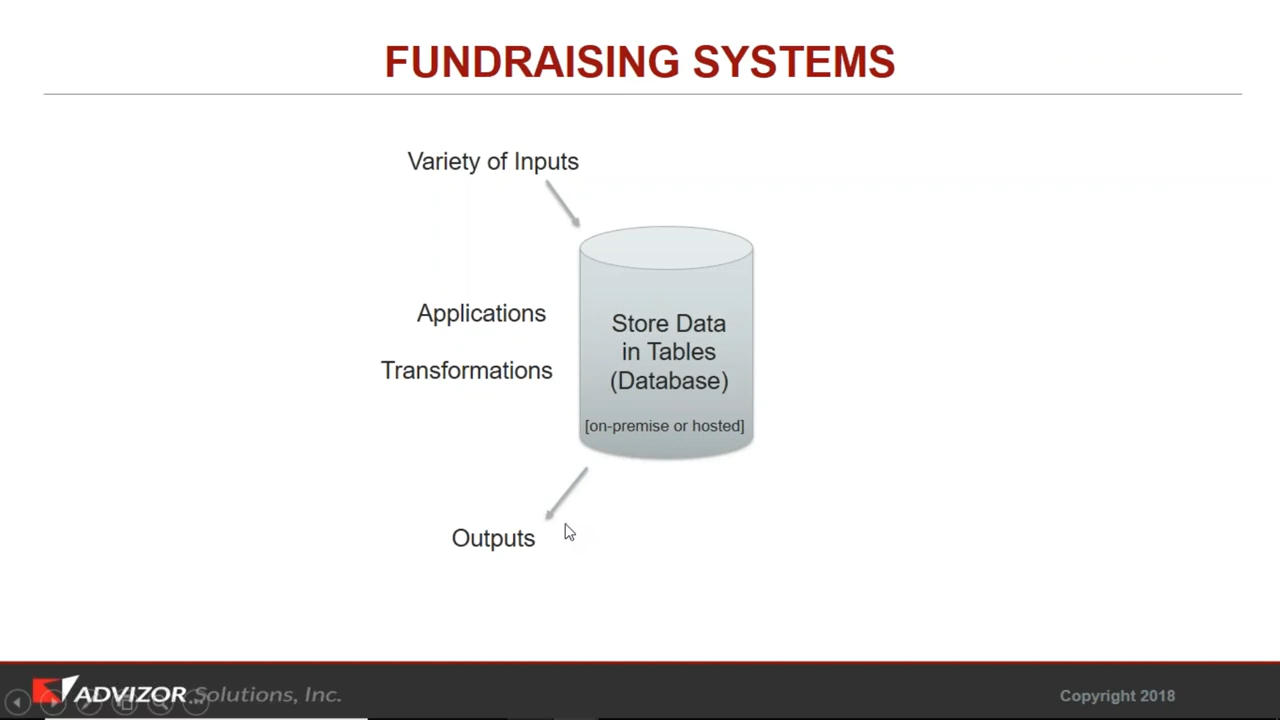 FUNDRAISING SYSTEMS
Variety of Inputs
Applications
Transformations
Store Data
in Tables
(Database)
[on-premise or hosted]
Outputs
ADVIZOR Solutions, Inc.
Copyright 2018